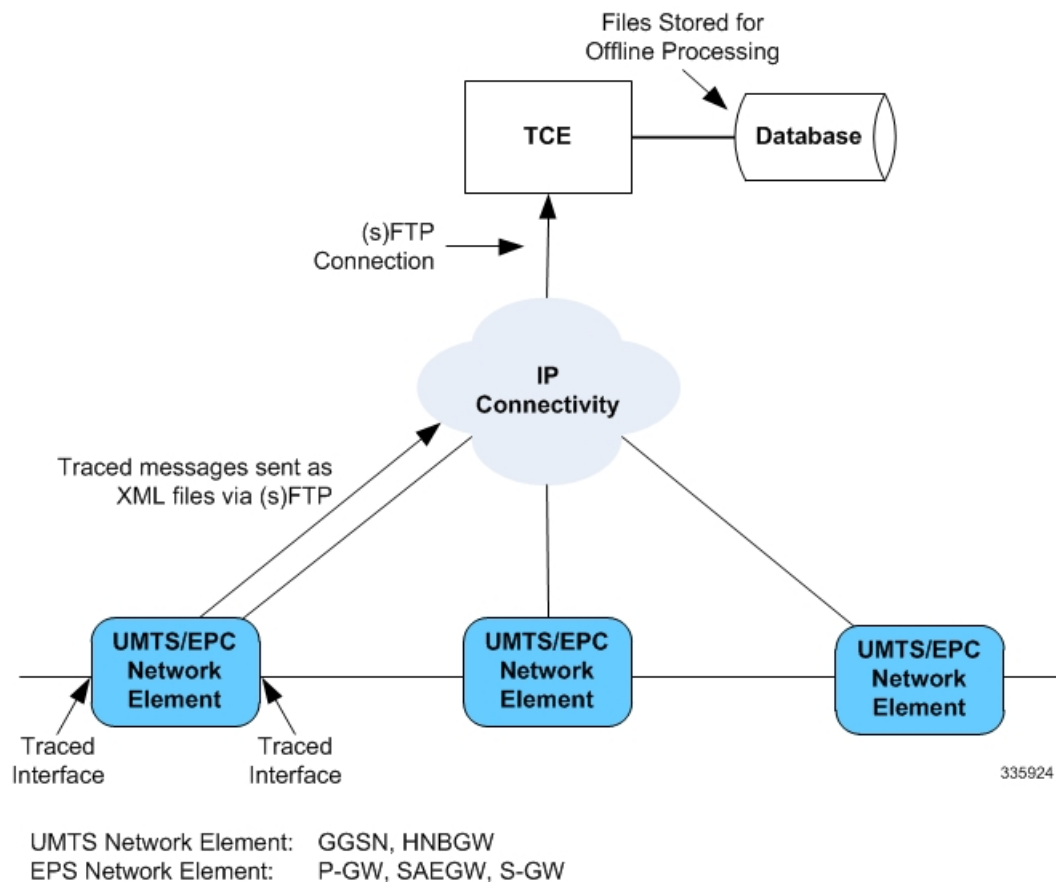 Files Stored for
Offline Processing
TCE
Database
(s)FTP
Connection
IP
Connectivity
Traced messages sent as
XML files via (s)FTP
UMTS/EPC
Network
Element
UMTS/EPC
Network
Element
UMTS/EPC
Network
Element
Traced
Interface
Traced
Interface
335924
UMTS Network Element: GGSN, HNBGW
EPS Network Element: P-GW, SAEGW, S-GW